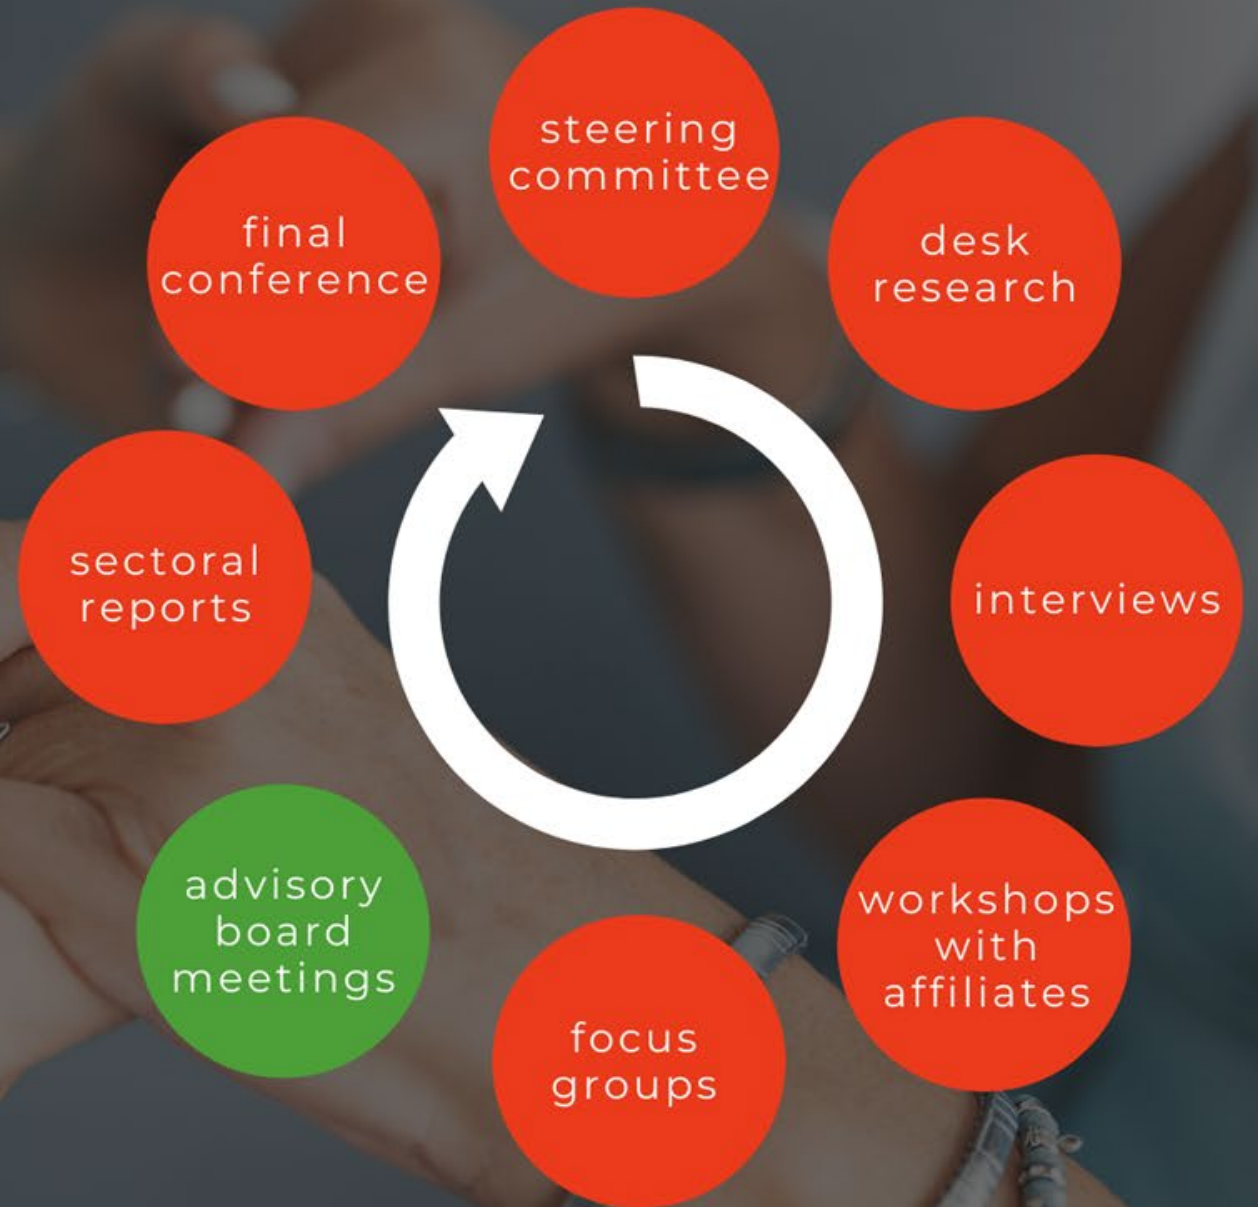 steering
committee
desk
research
interviews
workshops
with
affiliates
focus
groups
advisory
board
meetings
sectoral
reports
final
conference